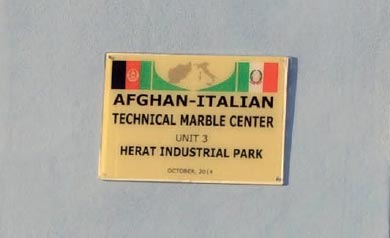 AFGHAN-ITALIAN
TECHNICAL MARBLE CENTER
UNIT 3
HERAT INDUSTRIAL PARK
OCTOBER, 2014